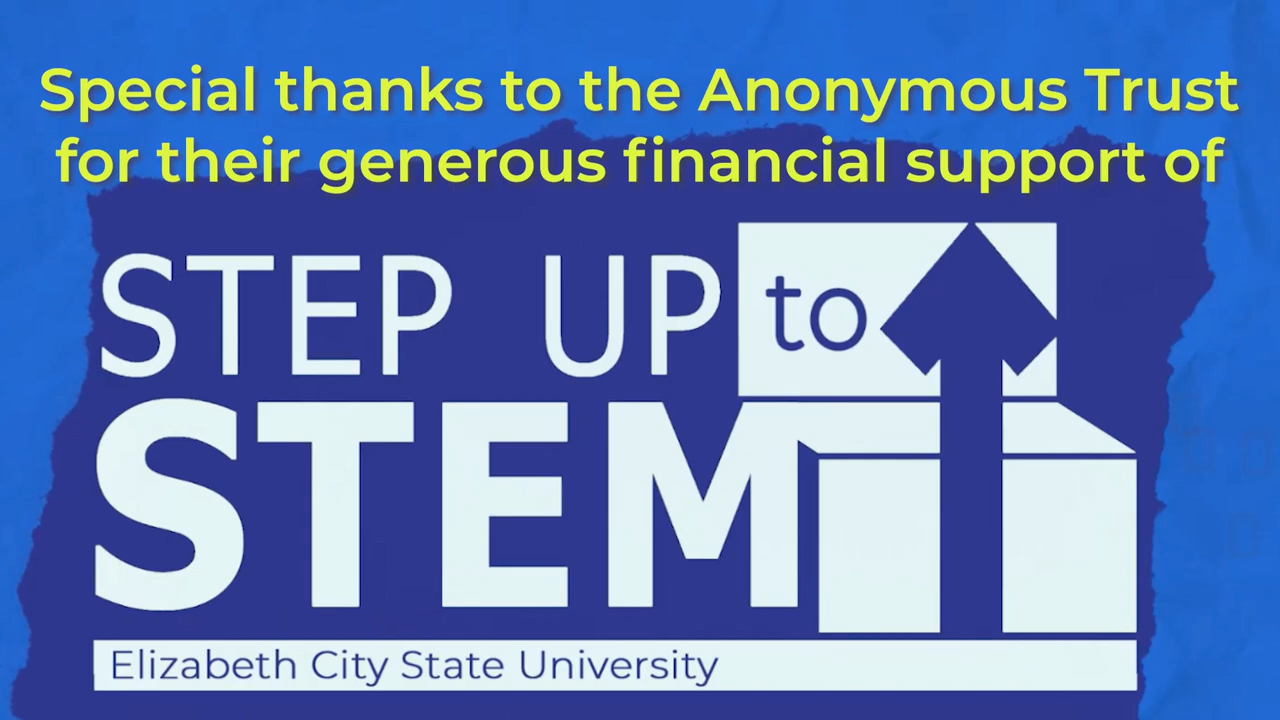 Special thanks to the Anonymous Trust
for their generous financial support of
STEP UP to
STEM
Elizabeth City State University